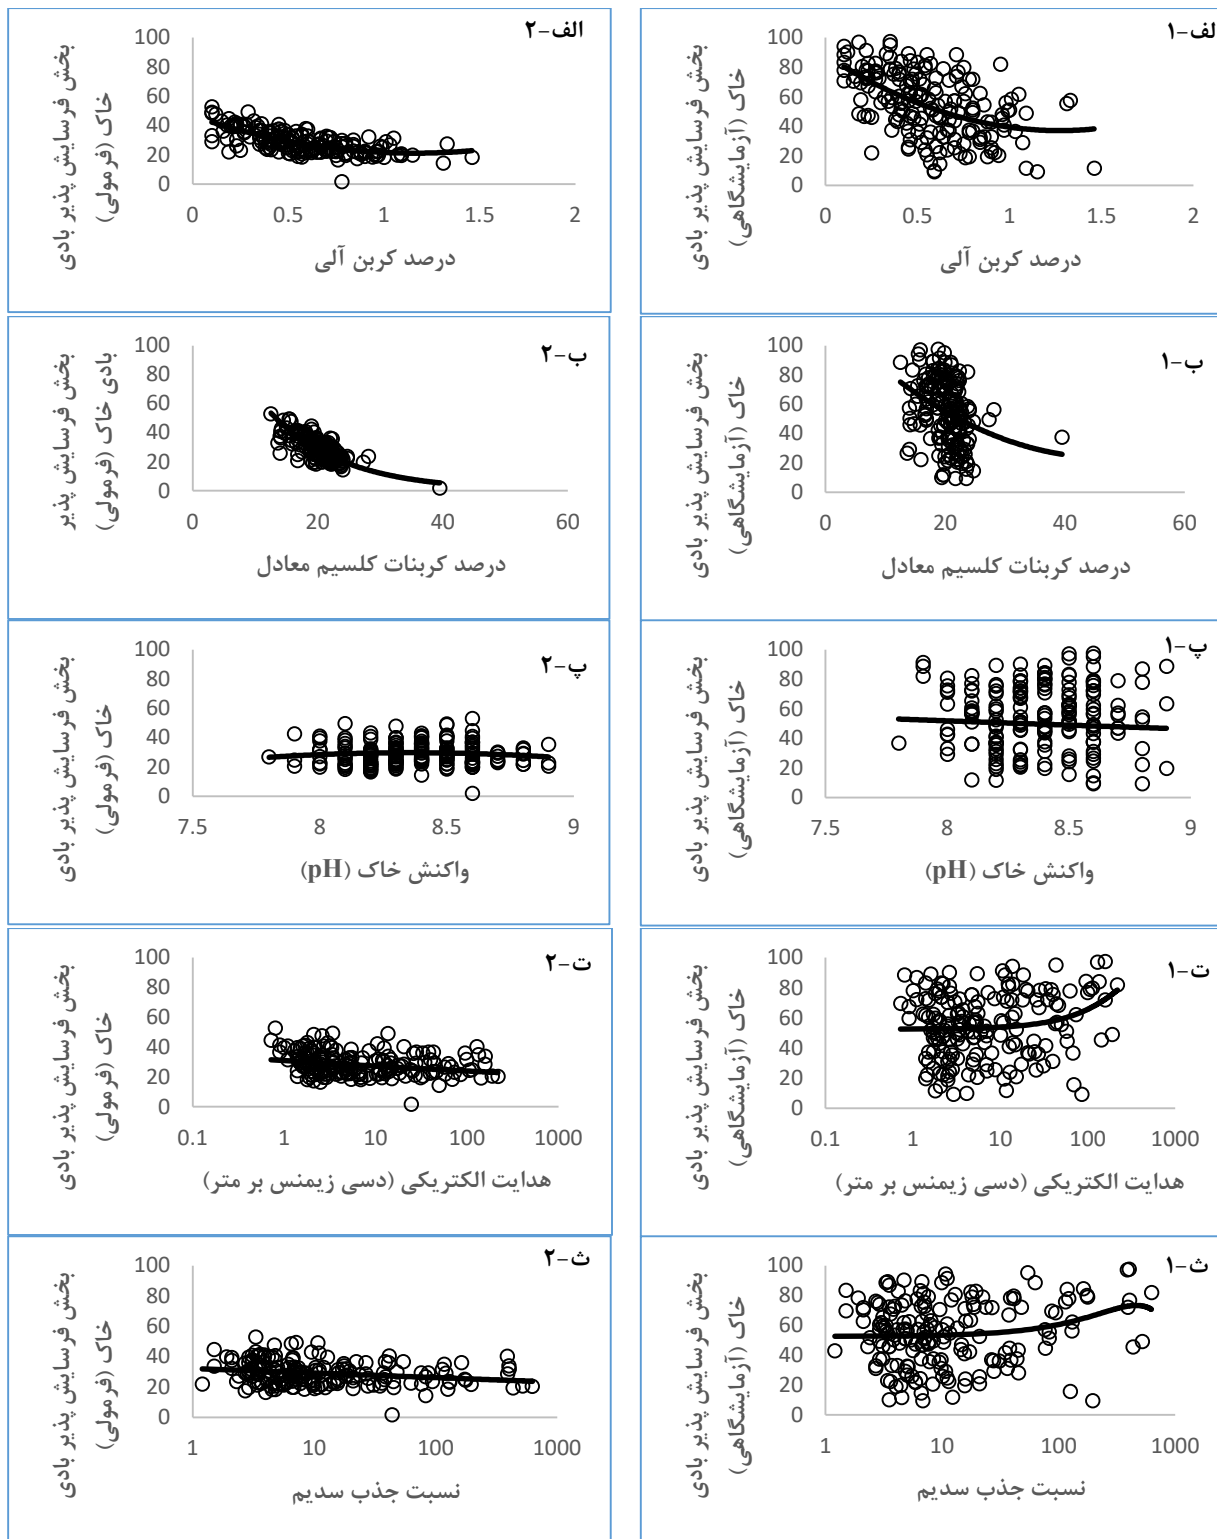 لف-۱
بخش فرسایش پذیر بادی
خاک (آزمایشگاهی)
100
80
60
40
20
0
0 0.5 1 1.5 2
درصد کربن آلی
الف-۲
بخش فرسایش پذیر بادی
خاک (فرمولی)
100
80
60
40
20
0
0 0.5 1 1.5 2
درصد کربن آلی
ب-۱
بخش فرسایش پذیر بادی
خاک (آزمایشگاهی)
100
80
60
40
20
0
0 20 40 60
درصد کربنات کلسیم معادل
ب-۲
بخش فرسایش پذیر
بادی خاک (فرمولی)
100
80
60
40
20
0
0 20 40 60
درصد کربنات کلسیم معادل
پ-۱
بخش فرسایش پذیر بادی
خاک (آزمایشگاهی)
100
80
60
40
20
0
7.5 8 8.5 9
واکنش خاک (pH)
پ-۲
بخش فرسایش پذیر بادی
خاک (فرمولی)
100
80
60
40
20
0
7.5 8 8.5 9
واکنش خاک (pH)
ت-۱
بخش فرسایش پذیر بادی
خاک (آزمایشگاهی)
100
80
60
40
20
0
0.1 1 10 100 1000
هدایت الکتریکی (دسی زیمنس بر متر)
ت-۲
بخش فرسایش پذیر بادی
خاک (فرمولی)
100
80
60
40
20
0
0.1 1 10 100 1000
هدایت الکتریکی (دسی زیمنس بر متر)
ث-۱
بخش فرسایش پذیر بادی
خاک (آزمایشگاهی)
100
80
60
40
20
0
1 10 100 1000
نسبت جذب سدیم
ث-۲
بخش فرسایش پذیر بادی
خاک (فرمولی)
100
80
60
40
20
0
1 10 100 1000
نسبت جذب سدیم